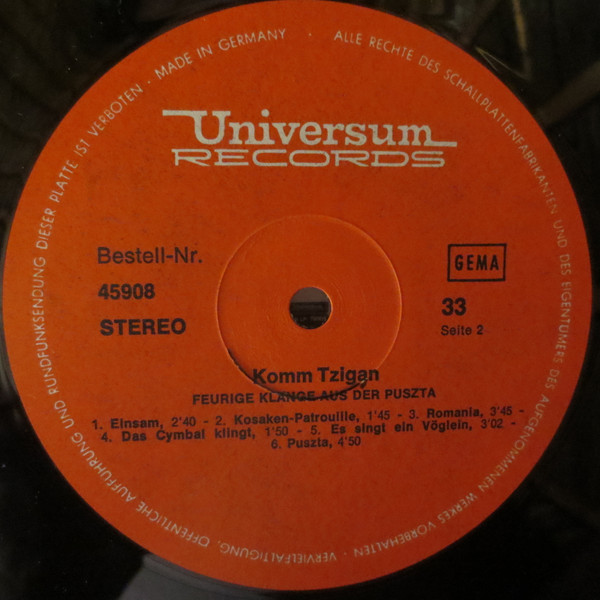 · MADE IN GERMANY · ALLE RECHTE DES SCHALLPLATTENFABRIKANTEN UND DES EIGENTÜMERS DES AUFGENOMMENEN WERKES VORBEHALTEN · VERVIELFÄLTIGUNG, ÖFFENTLICHE AUFFÜHRUNG UND RUNDFUNKSENDUNG DIESER PLATTE IST VERBOTEN
Universum
RECORDS
Bestell-Nr.
45908
STEREO
GEMA
33
Seite 2
Komm Tzigan
FEURIGE KLÄNGE AUS DER PUSZTA
1. Einsam, 2'40 - 2. Kosaken-Patrouille, 1'45 - 3. Romania, 3'45 -
4. Das Cymbal klingt, 1'50 - 5. Es singt ein Vöglein, 3'02 -
6. Puszta, 4'50